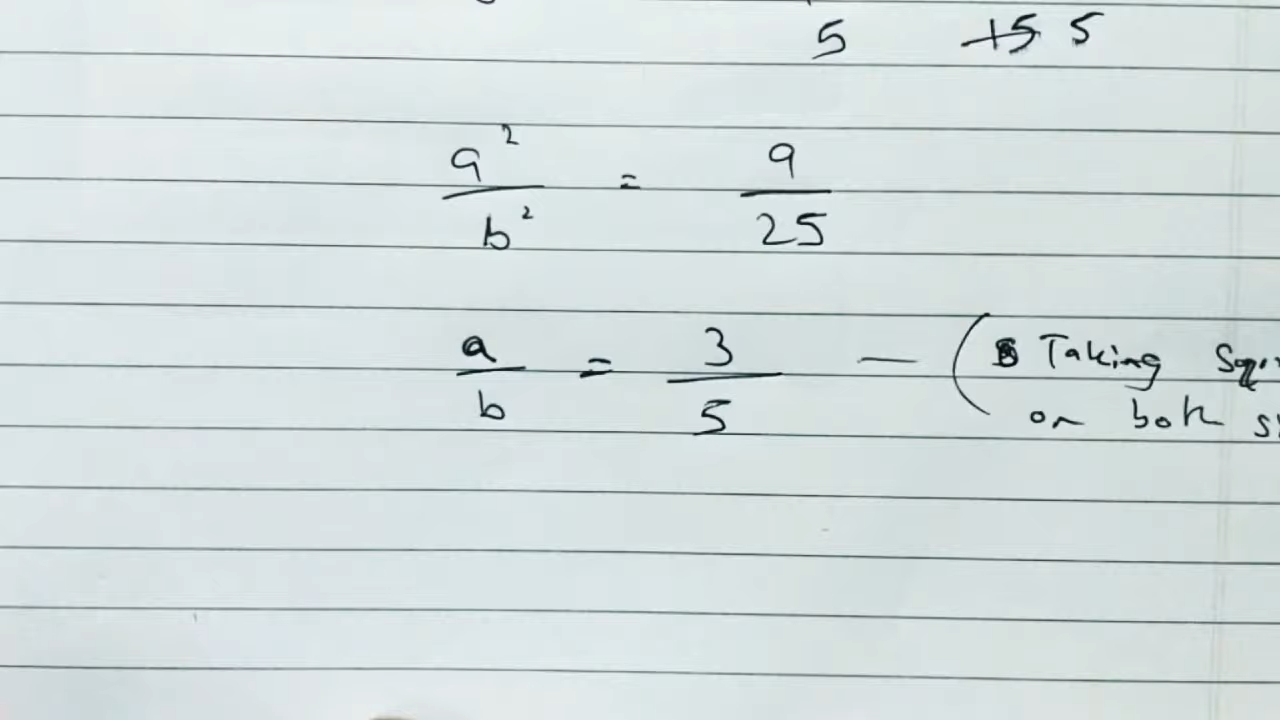 5 15 5
a² / b² = 9 / 25
a / b = 3 / 5 — ( Taking
on both